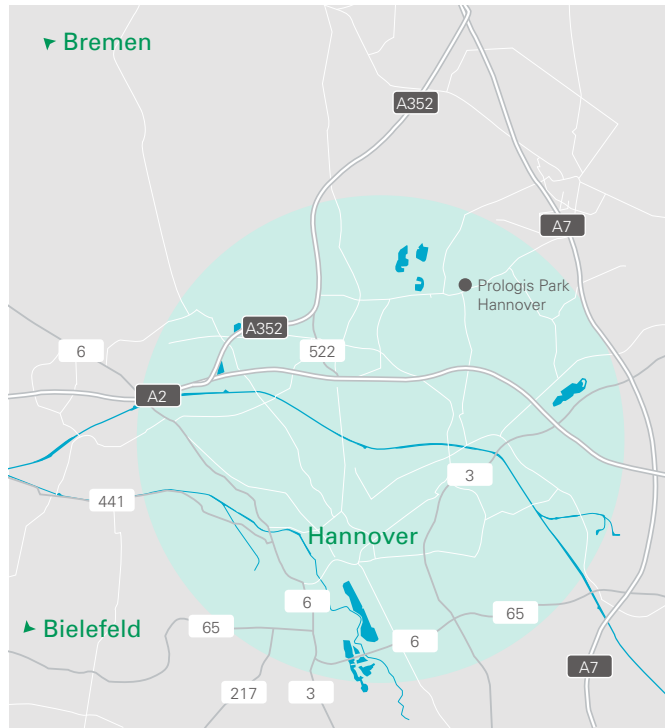 Bremen
A352
A7
Prologis Park
Hannover
A352
6
522
A2
3
441
Hannover
6
65
Bielefeld
65
6
A7
217
3